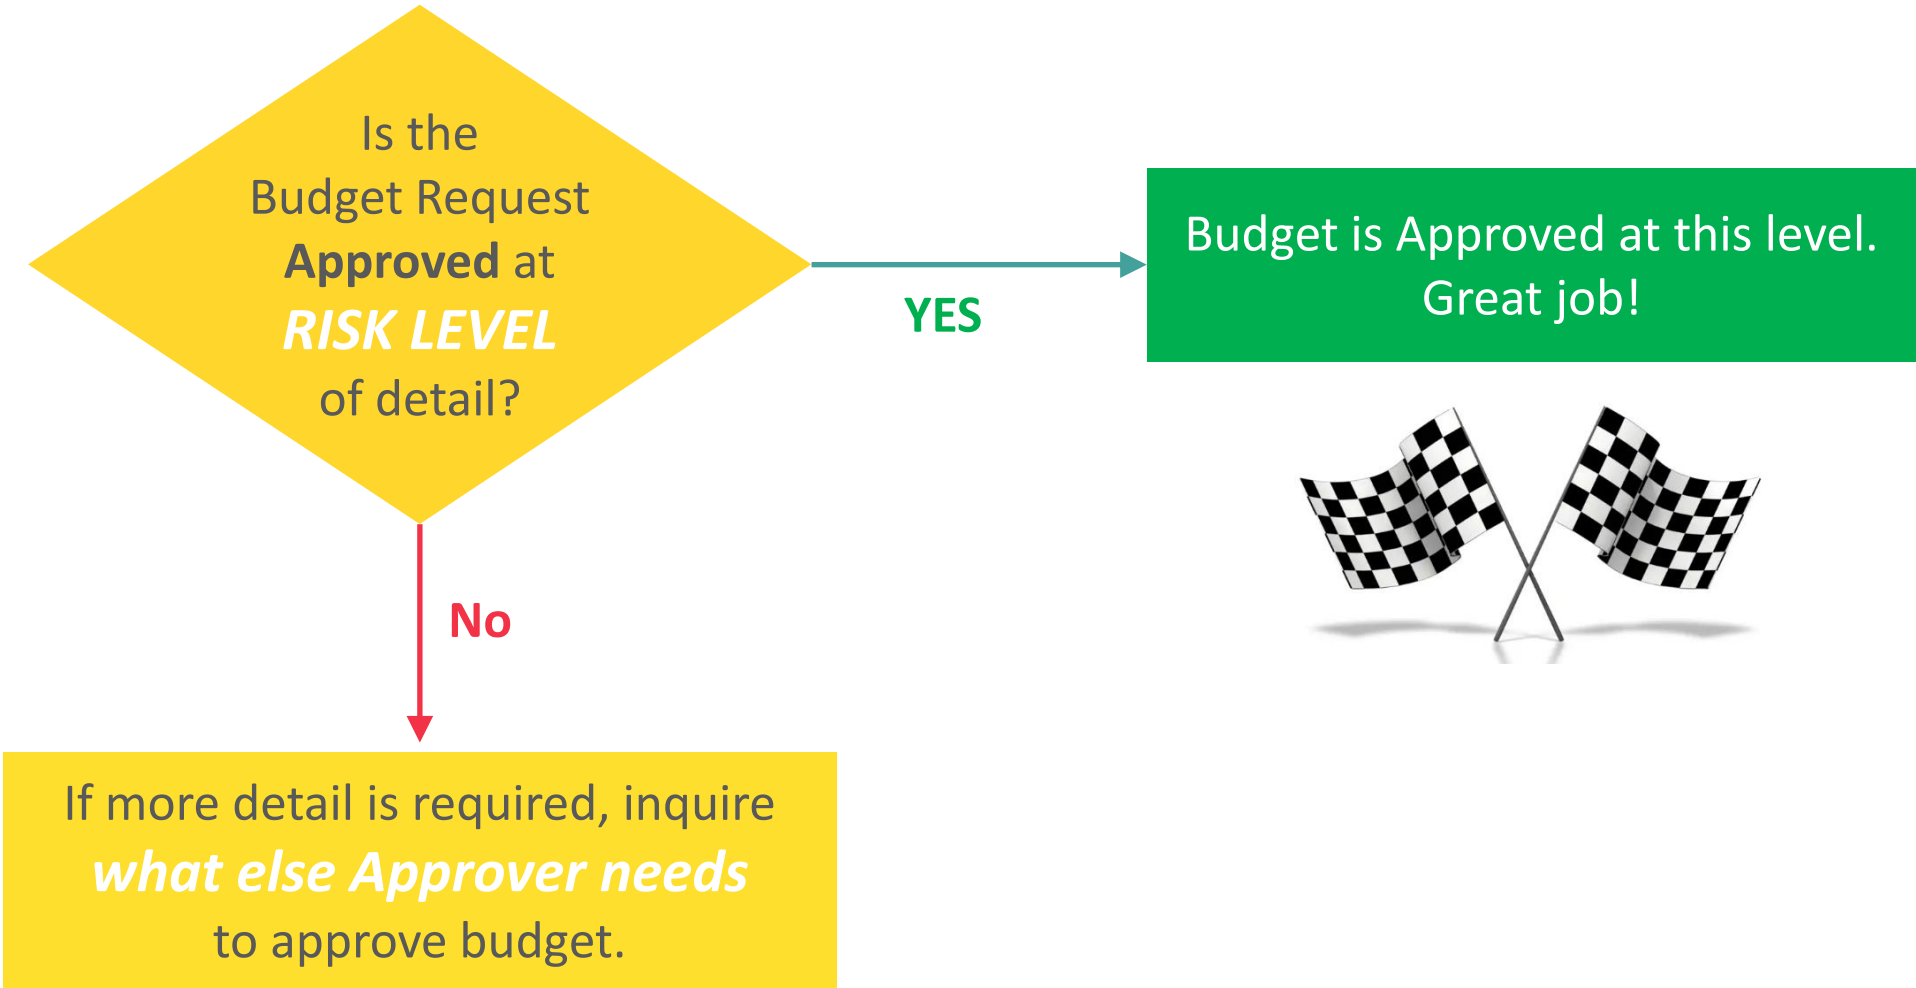 Is the
Budget Request
Approved at
RISK LEVEL
of detail?
YES
Budget is Approved at this level.
Great job!
No
If more detail is required, inquire
what else Approver needs
to approve budget.